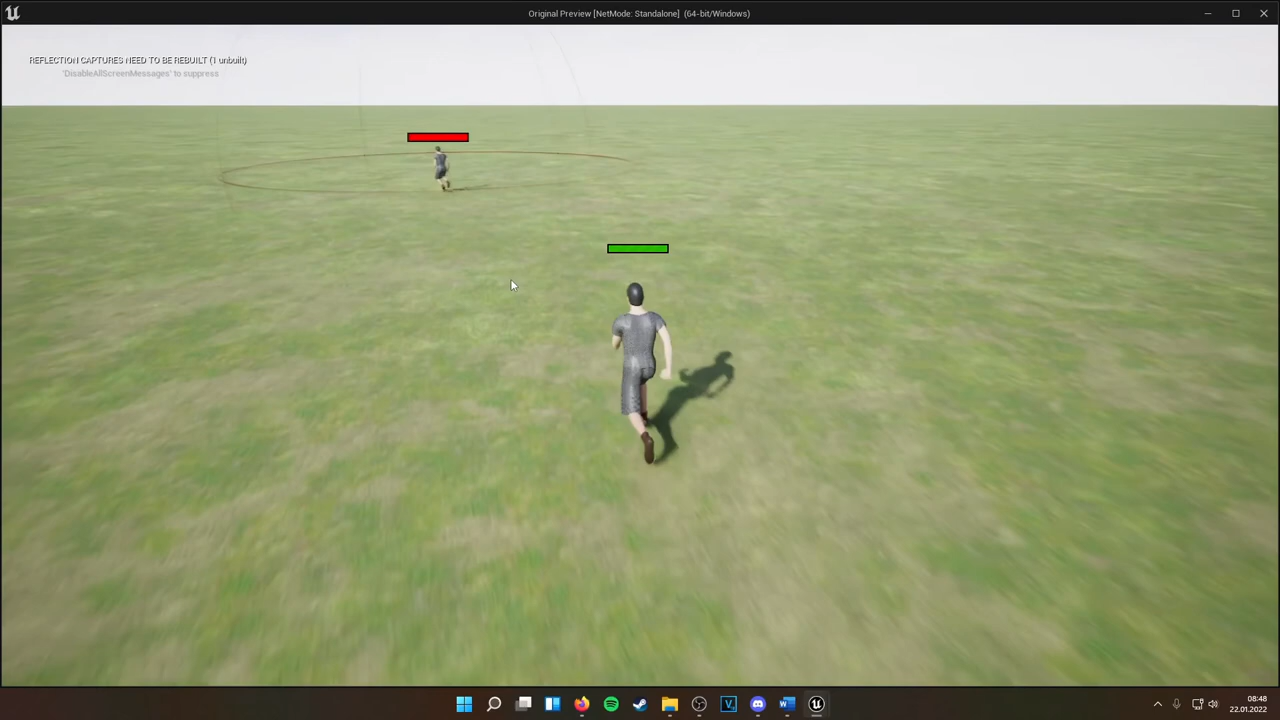 Original Preview [NetMode: Standalone] (64-bit/Windows)
REFLECTION CAPTURES NEED TO BE REBUILT (1 unbuilt)
'DisableAllScreenMessages' to suppress
08:48
22.01.2022